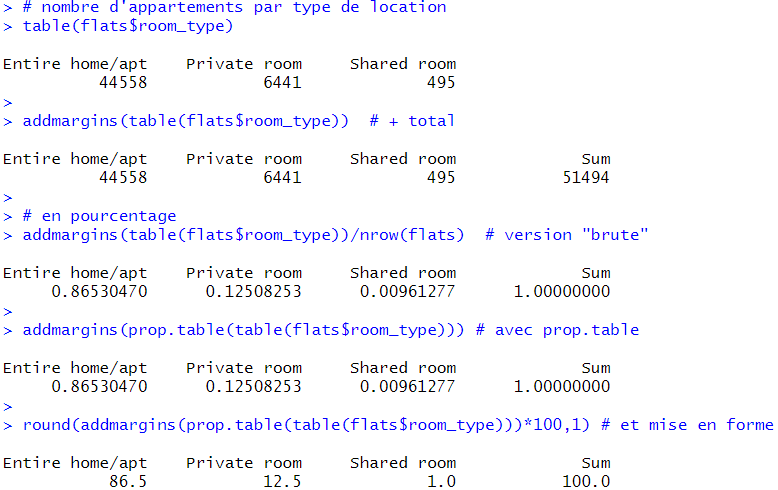 > # nombre d'appartements par type de location
> table(flats$room_type)
Entire home/apt    Private room     Shared room
          44558            6441             495
>
> addmargins(table(flats$room_type))  # + total
Entire home/apt    Private room     Shared room             Sum
          44558            6441             495           51494
>
> # en pourcentage
> addmargins(table(flats$room_type))/nrow(flats)  # version "brute"
Entire home/apt    Private room     Shared room             Sum
     0.86530470      0.12508253      0.00961277      1.00000000
>
> addmargins(prop.table(table(flats$room_type))) # avec prop.table
Entire home/apt    Private room     Shared room             Sum
     0.86530470      0.12508253      0.00961277      1.00000000
>
> round(addmargins(prop.table(table(flats$room_type)))*100,1) # et mise en forme
Entire home/apt    Private room     Shared room             Sum
           86.5            12.5             1.0           100.0